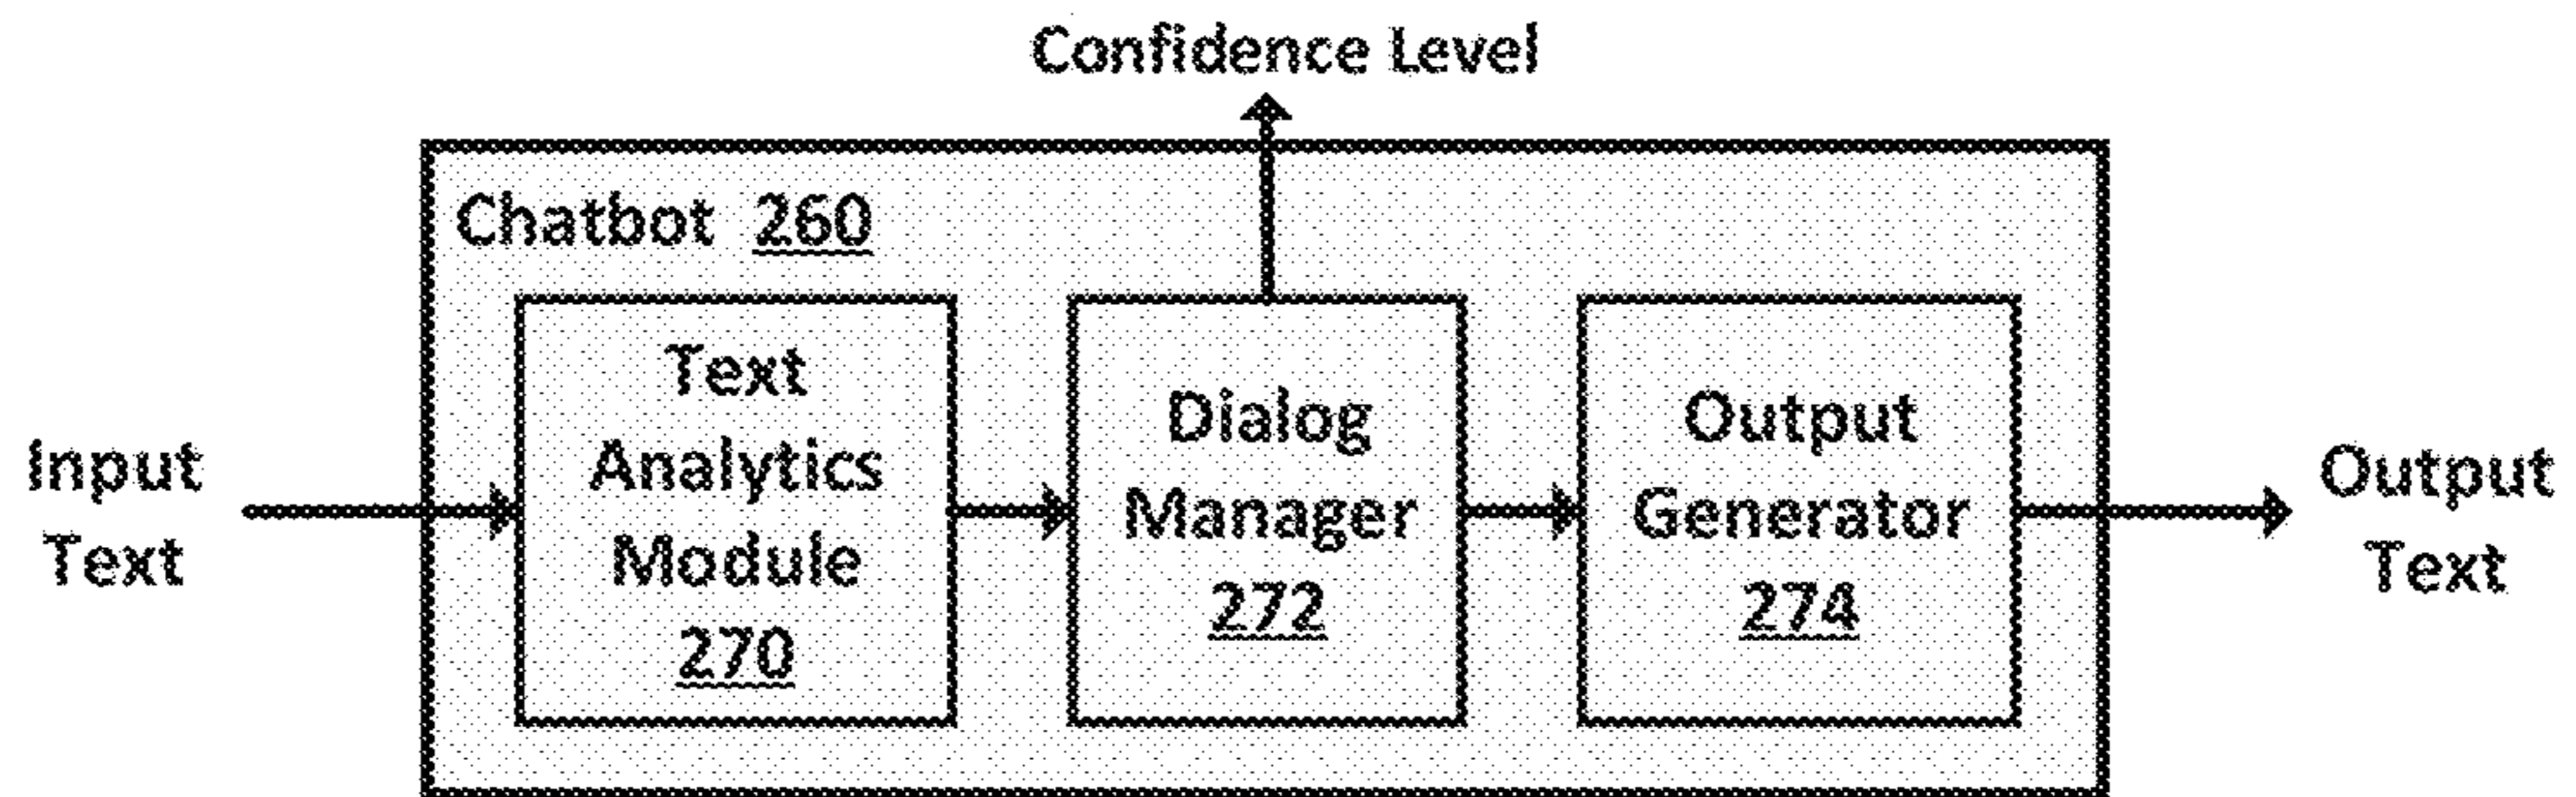 Confidence Level
Chatbot 260
Input
Text
Text
Analytics
Module
270
Dialog
Manager
272
Output
Generator
274
Output
Text